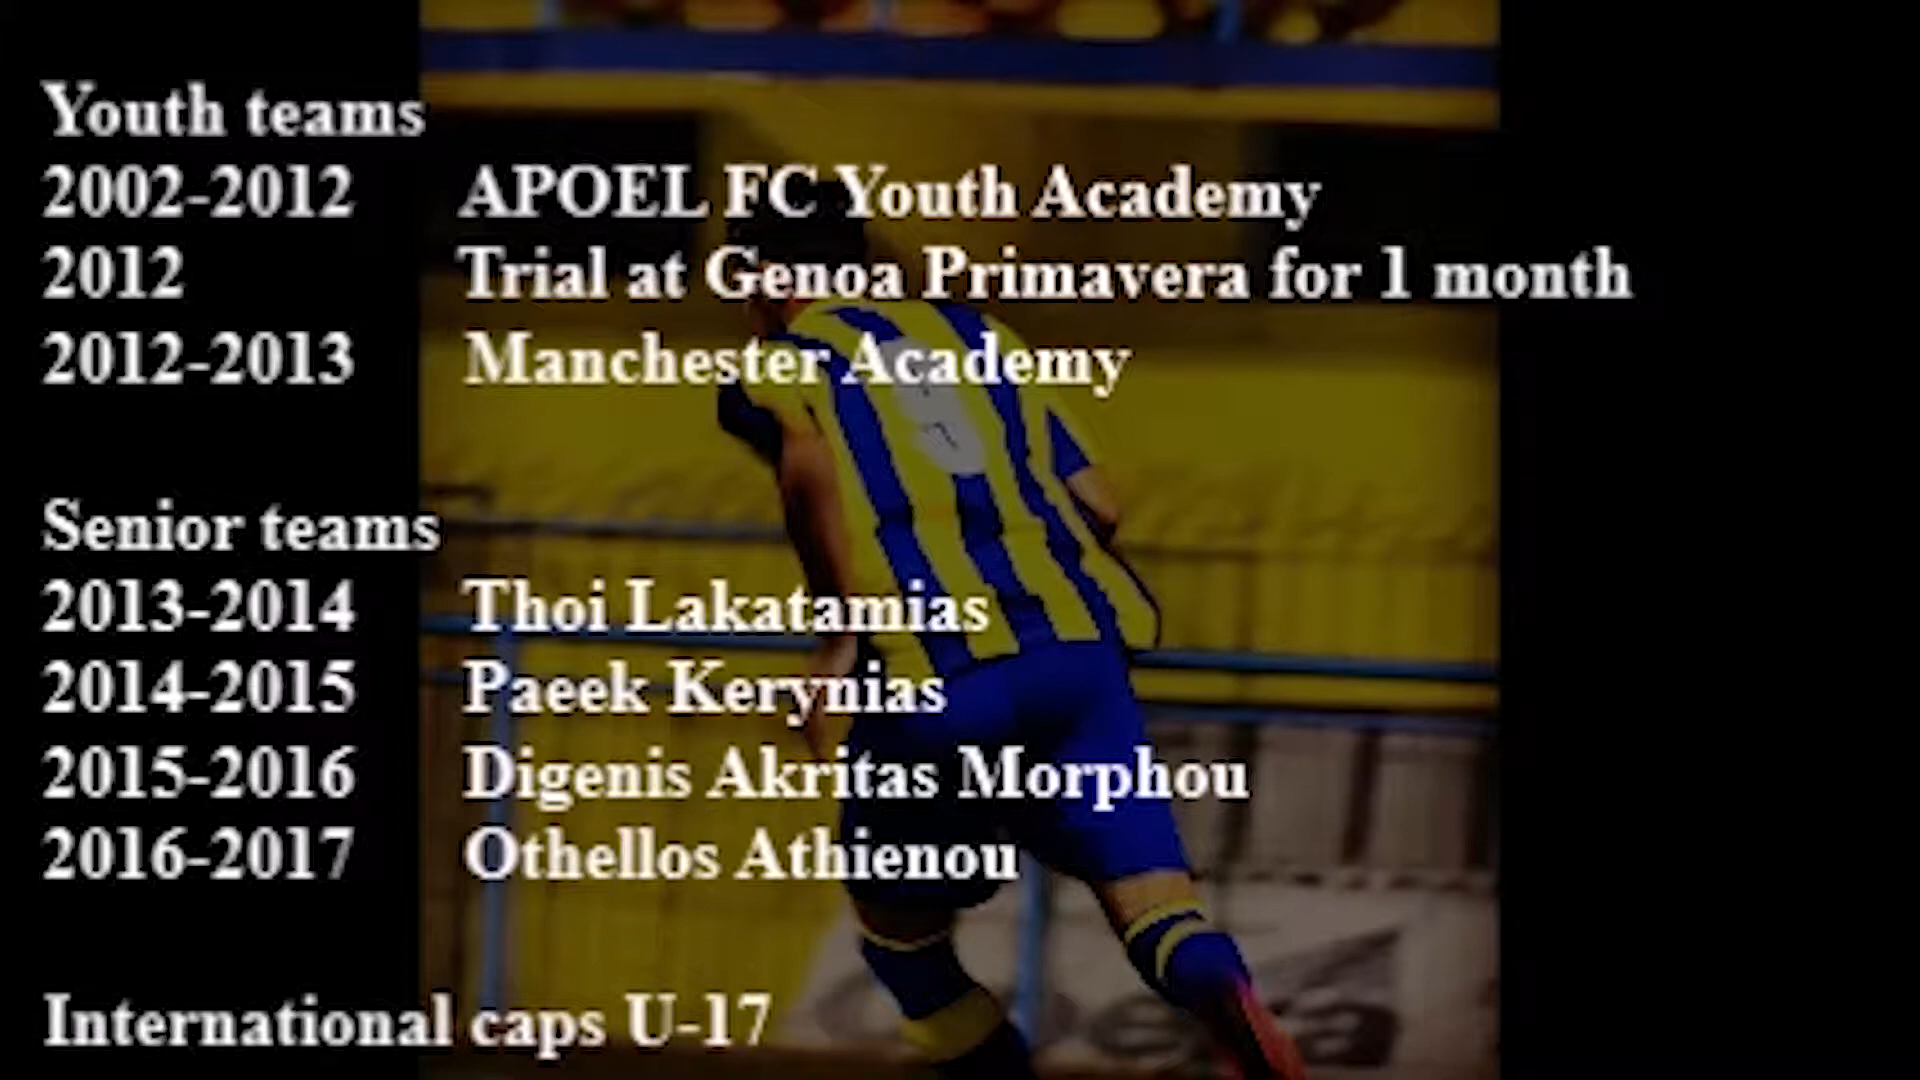 Youth teams
2002-2012 APOEL FC Youth Academy
2012 Trial at Genoa Primavera for 1 month
2012-2013 Manchester Academy
Senior teams
2013-2014 Thoi Lakatamias
2014-2015 Paeek Kerynias
2015-2016 Digenis Akritas Morphou
2016-2017 Othellos Athienou
International caps U-17